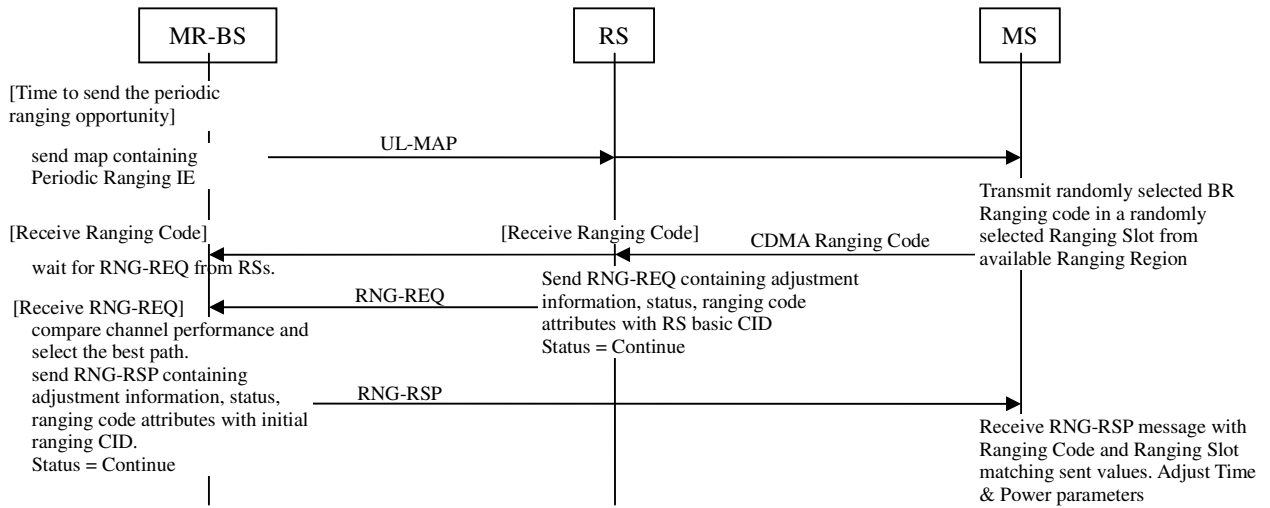 MR-BS
RS
MS
[Time to send the periodic
ranging opportunity]
UL-MAP
send map containing
Periodic Ranging IE
Transmit randomly selected BR
Ranging code in a randomly
selected Ranging Slot from
available Ranging Region
[Receive Ranging Code]
[Receive Ranging Code]
CDMA Ranging Code
wait for RNG-REQ from RSs.
Send RNG-REQ containing adjustment
information, status, ranging code
attributes with RS basic CID
Status = Continue
RNG-REQ
[Receive RNG-REQ]
compare channel performance and
select the best path.
send RNG-RSP containing
adjustment information, status,
ranging code attributes with initial
ranging CID.
Status = Continue
RNG-RSP
Receive RNG-RSP message with
Ranging Code and Ranging Slot
matching sent values. Adjust Time
& Power parameters